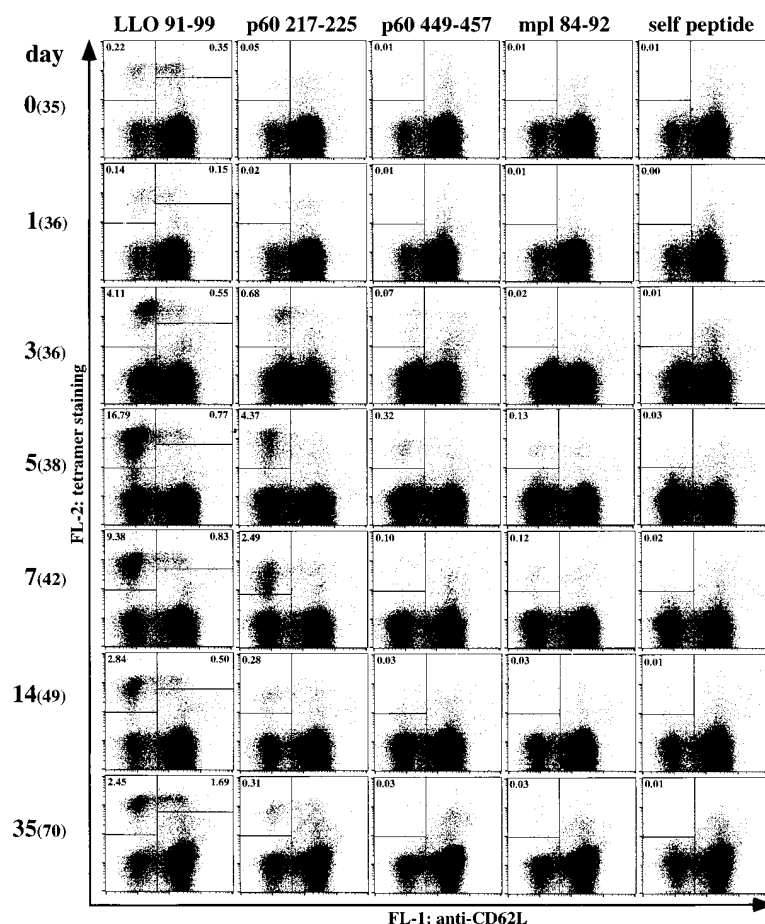 LLO 91-99 p60 217-225 p60 449-457 mpl 84-92 self peptide
day
0(35) 0.22 0.35 0.05 0.01 0.01 0.01
1(36) 0.14 0.15 0.02 0.01 0.01 0.00
3(36) 4.11 0.55 0.68 0.07 0.02 0.01
5(38) 16.79 0.77 4.37 0.32 0.13 0.03
7(42) 9.38 0.83 2.49 0.10 0.12 0.02
14(49) 2.84 0.50 0.28 0.03 0.03 0.01
35(70) 2.45 1.69 0.31 0.03 0.03 0.01
FL-2: tetramer staining
FL-1: anti-CD62L